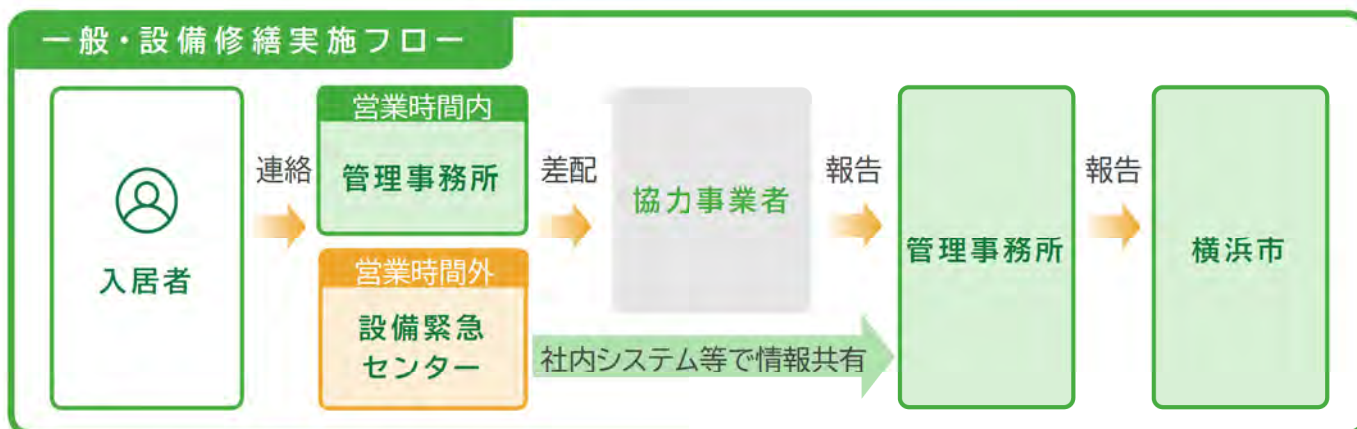 一般・設備修繕実施フロー
入居者
連絡
営業時間内
管理事務所
営業時間外
設備緊急
センター
差配
協力事業者
社内システム等で情報共有
報告
管理事務所
報告
横浜市